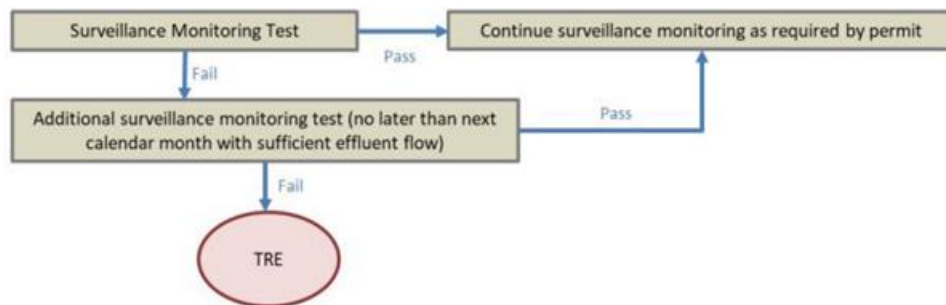 Surveillance Monitoring Test
Continue surveillance monitoring as required by permit
Pass
Fail
Additional surveillance monitoring test (no later than next
calendar month with sufficient effluent flow)
Pass
Fail
TRE